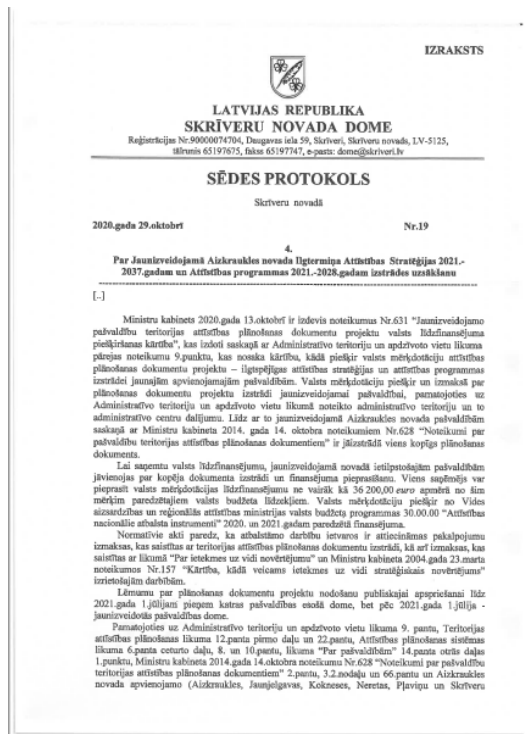 IZRAKSTS
LATVIJAS REPUBLIKA
SKRĪVERU NOVADA DOME
Reģistrācijas Nr.90000074704, Daugavas iela 59, Skrīveri, Skrīveru novads, LV-5125,
tālrunis 65197675, fakss 65197747, e-pasts: dome@skriveri.lv
SĒDES PROTOKOLS
Skrīveru novadā
2020.gada 29.oktobrī Nr.19
4.
Par Jaunizveidojamā Aizkraukles novada Ilgtermiņa Attīstības Stratēģijas 2021.-
2037.gadam un Attīstības programmas 2021.-2028.gadam izstrādes uzsākšanu
[..]
Ministru kabinets 2020.gada 13.oktobrī ir izdevis noteikumus Nr.631 “Jaunizveidojamo
pašvaldību teritorijas attīstības plānošanas dokumentu projektu valsts līdzfinansējuma
piešķiršanas kārtība”, kas izdoti saskaņā ar Administratīvo teritoriju un apdzīvoto vietu likuma
pārejas noteikumu 9.punktu, kas nosaka kārtību, kādā piešķir valsts mērķdotāciju attīstības
plānošanas dokumentu projektu – ilgtspējīgas attīstības stratēģijas un attīstības programmas
izstrādei jaunajām apvienojamajām pašvaldībām. Valsts mērķdotāciju piešķir un izmaksā par
plānošanas dokumentu projektu izstrādi jaunizveidojamai pašvaldībai, pamatojoties uz
Administratīvo teritoriju un apdzīvoto vietu likumā noteikto administratīvo teritoriju un to
administratīvo centru dalījumu. Līdz ar to jaunizveidojamā Aizkraukles novada pašvaldībām
saskaņā ar Ministru kabineta 2014. gada 14. oktobra noteikumiem Nr.628 “Noteikumi par
pašvaldību teritorijas attīstības plānošanas dokumentiem” ir jāizstrādā viens kopīgs plānošanas
dokuments.
Lai saņemtu valsts līdzfinansējumu, jaunizveidojamā novadā ietilpstošajām pašvaldībām
jāvienojas par kopēja dokumenta izstrādi un finansējuma pieprasīšanu. Viens saņēmējs var
pieprasīt valsts mērķdotācijas līdzfinansējumu ne vairāk kā 36 200,00 euro apmērā no šim
mērķim paredzētajiem valsts budžeta līdzekļiem. Valsts mērķdotāciju piešķir no Vides
aizsardzības un reģionālās attīstības ministrijas valsts budžeta programmas 30.00.00 “Attīstības
nacionālie atbalsta instrumenti” 2020. un 2021.gadam paredzētā finansējuma.
Normatīvie akti paredz, ka atbalstāmo darbību ietvaros ir attiecināmas pakalpojumu
izmaksas, kas saistītas ar teritorijas attīstības plānošanas dokumentu izstrādi, kā arī izmaksas, kas
saistītas ar likumā “Par ietekmes uz vidi novērtējumu” un Ministru kabineta 2004.gada 23.marta
noteikumos Nr.157 “Kārtība, kādā veicams ietekmes uz vidi stratēģiskais novērtējums”
izrietošajām darbībām.
Lēmumu par plānošanas dokumentu projektu nodošanu publiskajai apspriešanai līdz
2021.gada 1.jūlijam pieņem katras pašvaldības esošā dome, bet pēc 2021.gada 1.jūlija -
jaunizveidotās pašvaldības dome.
Pamatojoties uz Administratīvo teritoriju un apdzīvoto vietu likuma 9. pantu, Teritorijas
attīstības plānošanas likuma 12.panta pirmo daļu un 22.pantu, Attīstības plānošanas sistēmas
likuma 6.panta ceturto daļu, 8. un 10.pantu, likuma “Par pašvaldībām” 14.panta otrās daļas
1.punktu, Ministru kabineta 2014.gada 14.oktobra noteikumu Nr.628 “Noteikumi par pašvaldību
teritorijas attīstības plānošanas dokumentiem” 2.pantu, 3.2.nodaļu un 66.pantu un Aizkraukles
novada apvienojamo (Aizkraukles, Jaunjelgavas, Kokneses, Neretas, Pļaviņu un Skrīveru